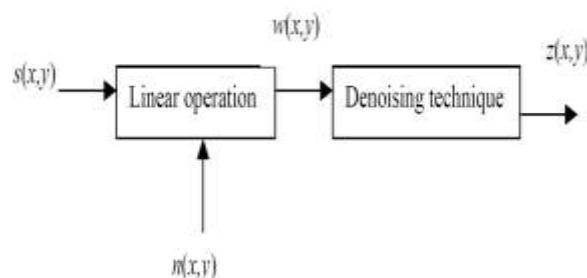 w(x,y)
z(x,y)
s(x,y)
Linear operation
Denoising technique
n(x,y)